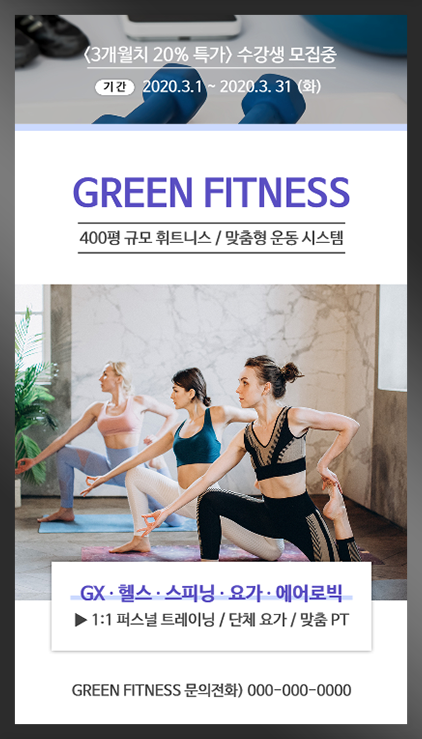 <3개월치 20% 특가> 수강생 모집중
기 간 2020.3.1 ~ 2020.3. 31 (화)
GREEN FITNESS
400평 규모 휘트니스 / 맞춤형 운동 시스템
GX · 헬스 · 스피닝 · 요가 · 에어로빅
▶ 1:1 퍼스널 트레이닝 / 단체 요가 / 맞춤 PT
GREEN FITNESS 문의전화) 000-000-0000